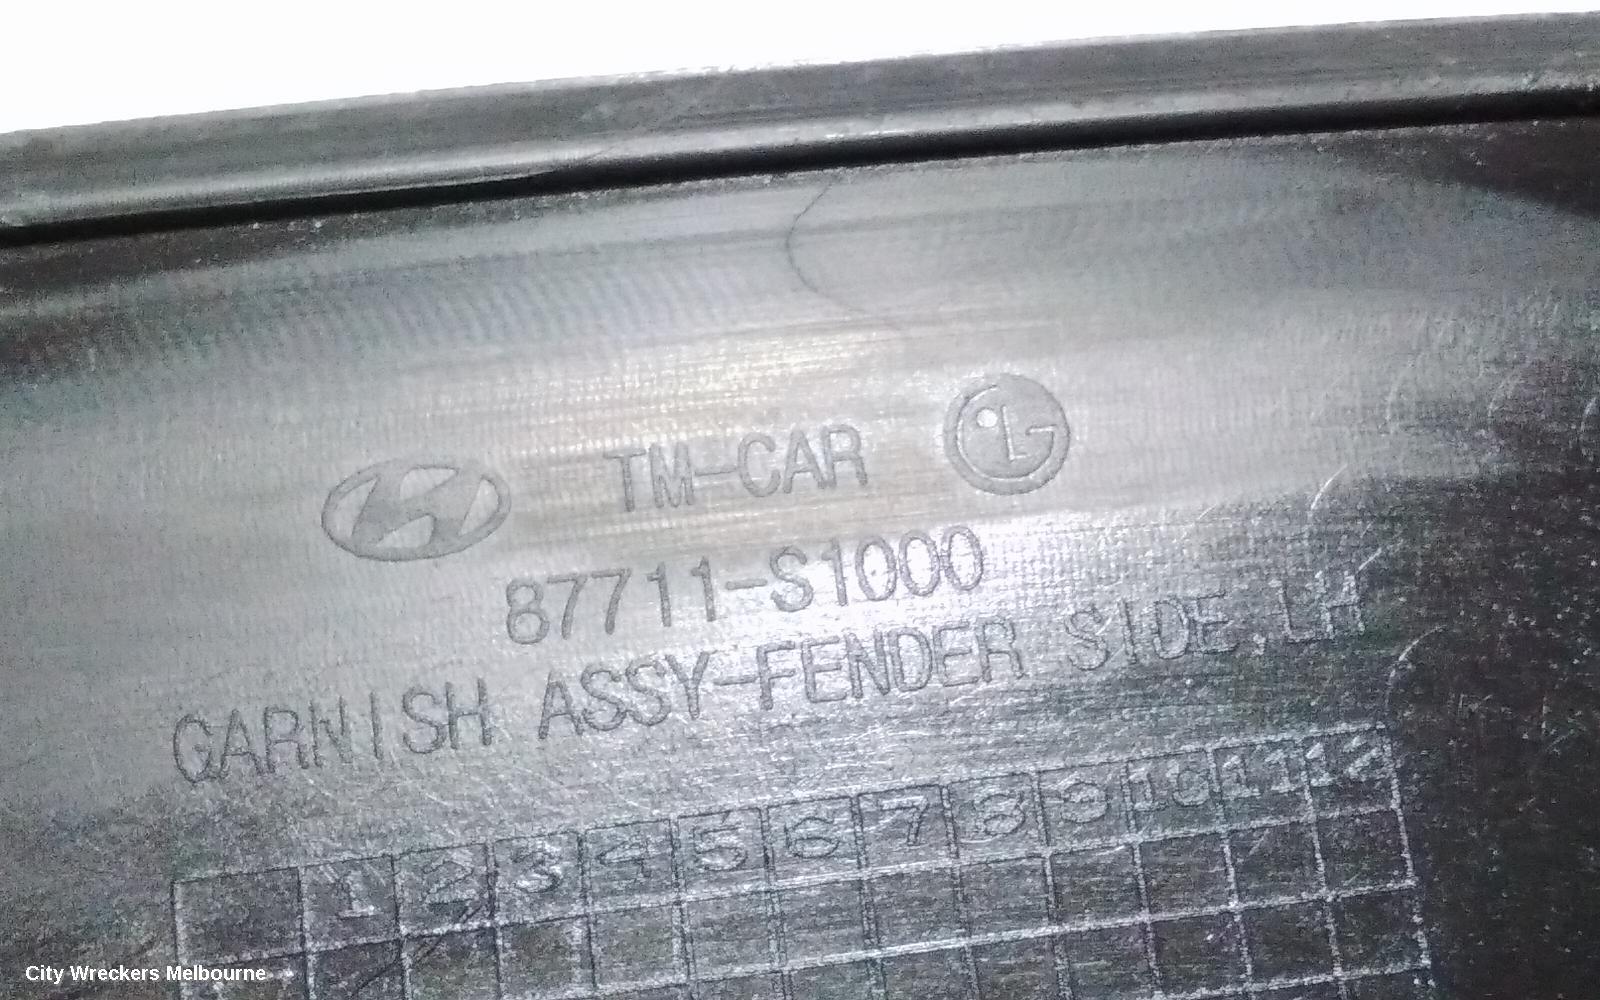 TM-CAR LG
87711-S1000
GARNISH ASSY-FENDER SIDE,LH
1 2 3 4 5 6 7 8 9 10 11 12
City Wreckers Melbourne